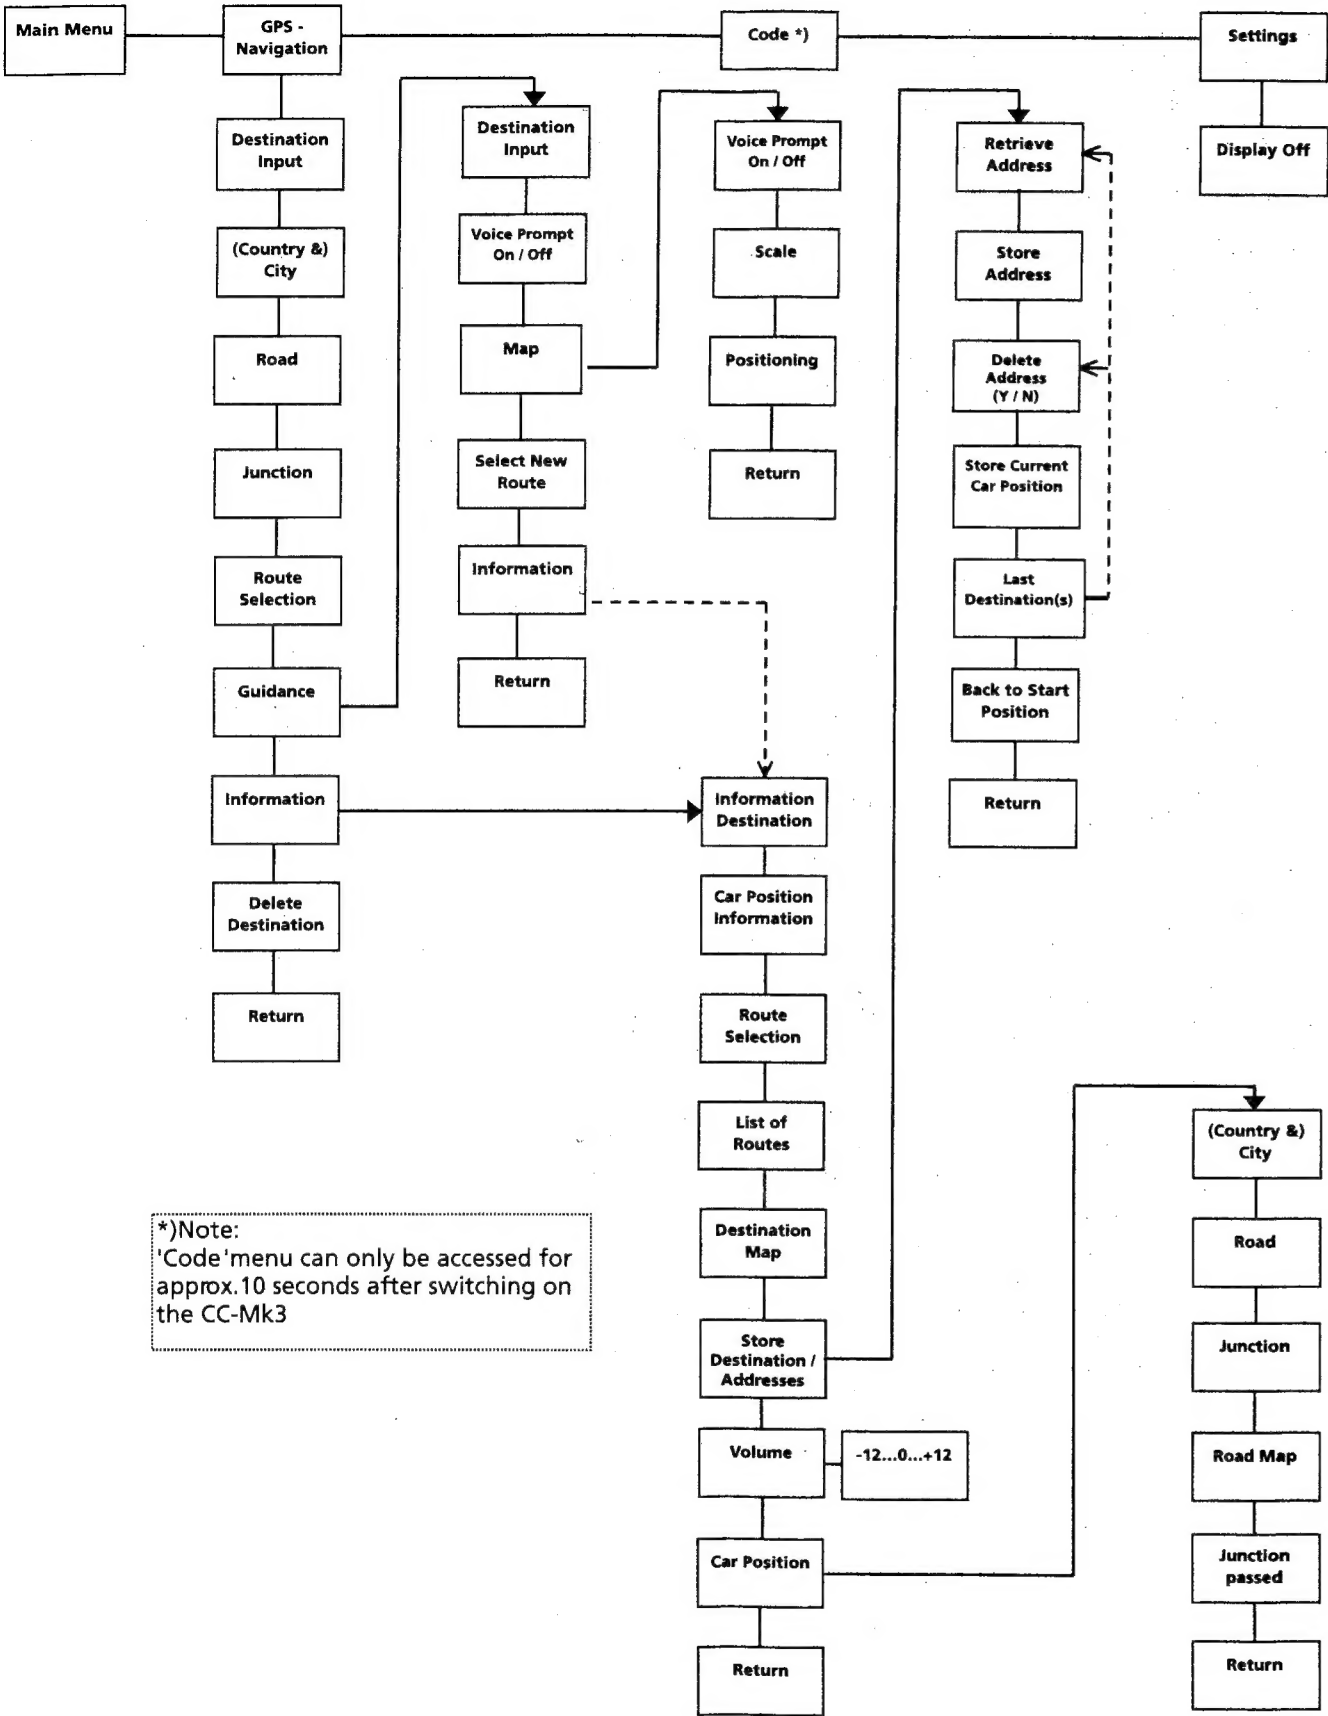 Main Menu
GPS -
Navigation
Code *)
Settings
Destination
Input
(Country &)
City
Road
Junction
Route
Selection
Guidance
Information
Delete
Destination
Return
Destination
Input
Voice Prompt
On / Off
Map
Select New
Route
Information
Return
Voice Prompt
On / Off
Scale
Positioning
Return
Retrieve
Address
Store
Address
Delete
Address
(Y / N)
Store Current
Car Position
Last
Destination(s)
Back to Start
Position
Return
Display Off
Information
Destination
Car Position
Information
Route
Selection
List of
Routes
Destination
Map
Store
Destination /
Addresses
Volume
-12...0...+12
Car Position
Return
(Country &)
City
Road
Junction
Road Map
Junction
passed
Return
*)Note:
'Code'menu can only be accessed for
approx.10 seconds after switching on
the CC-Mk3